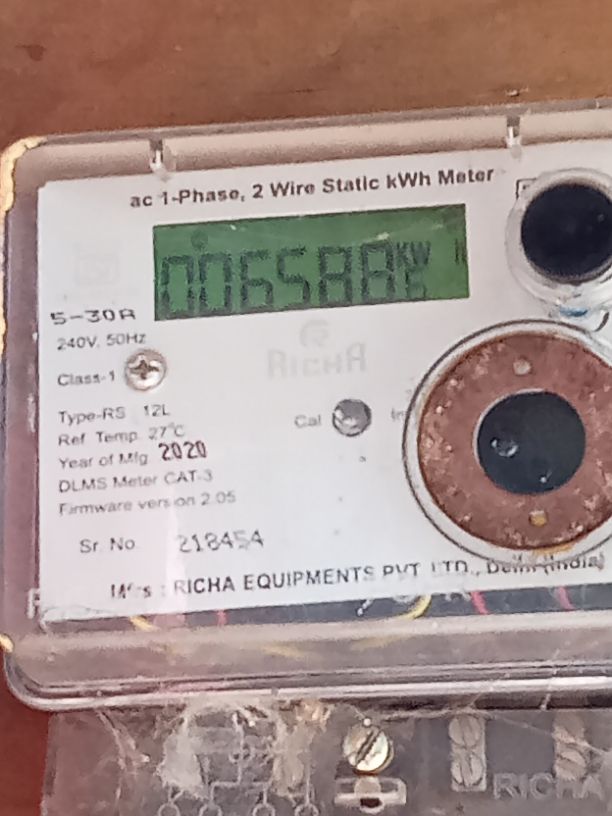 ac 1-Phase, 2 Wire Static kWh Meter
006588 KW H
5-30A
240V, 50Hz
RICHA
Class-1
Type-RS 12L
Cal
Ref Temp. 27°C
Year of Mfg 2020
DLMS Meter CAT-3
Firmware version 2.05
Sr. No 218454
RICHA EQUIPMENTS PVT. LTD., Delhi (India)
RICHA